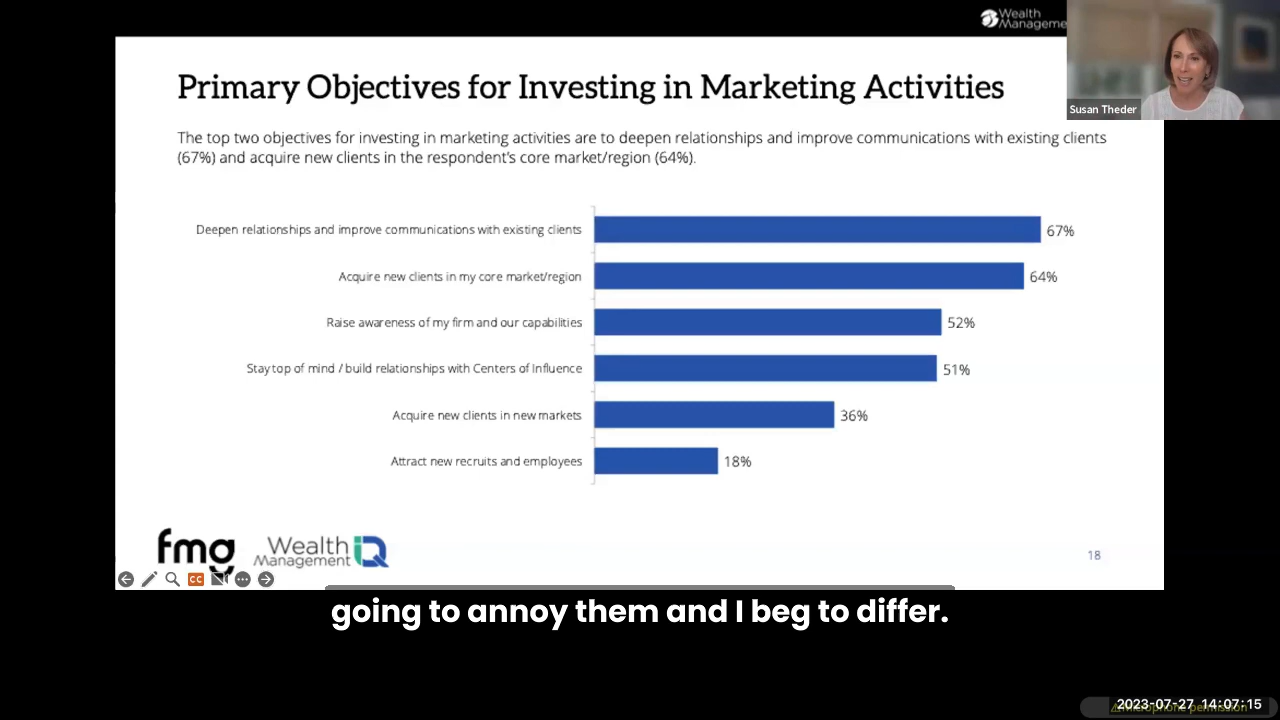 Wealth
Manageme
Susan Theder
Primary Objectives for Investing in Marketing Activities
The top two objectives for investing in marketing activities are to deepen relationships and improve communications with existing clients
(67%) and acquire new clients in the respondent's core market/region (64%).
Deepen relationships and improve communications with existing clients 67%
Acquire new clients in my core market/region 64%
Raise awareness of my firm and our capabilities 52%
Stay top of mind / build relationships with Centers of Influence 51%
Acquire new clients in new markets 36%
Attract new recruits and employees 18%
fmg Wealth
Management IQ
18
CC
going to annoy them and I beg to differ.
2023-07-27 14:07:15
permission